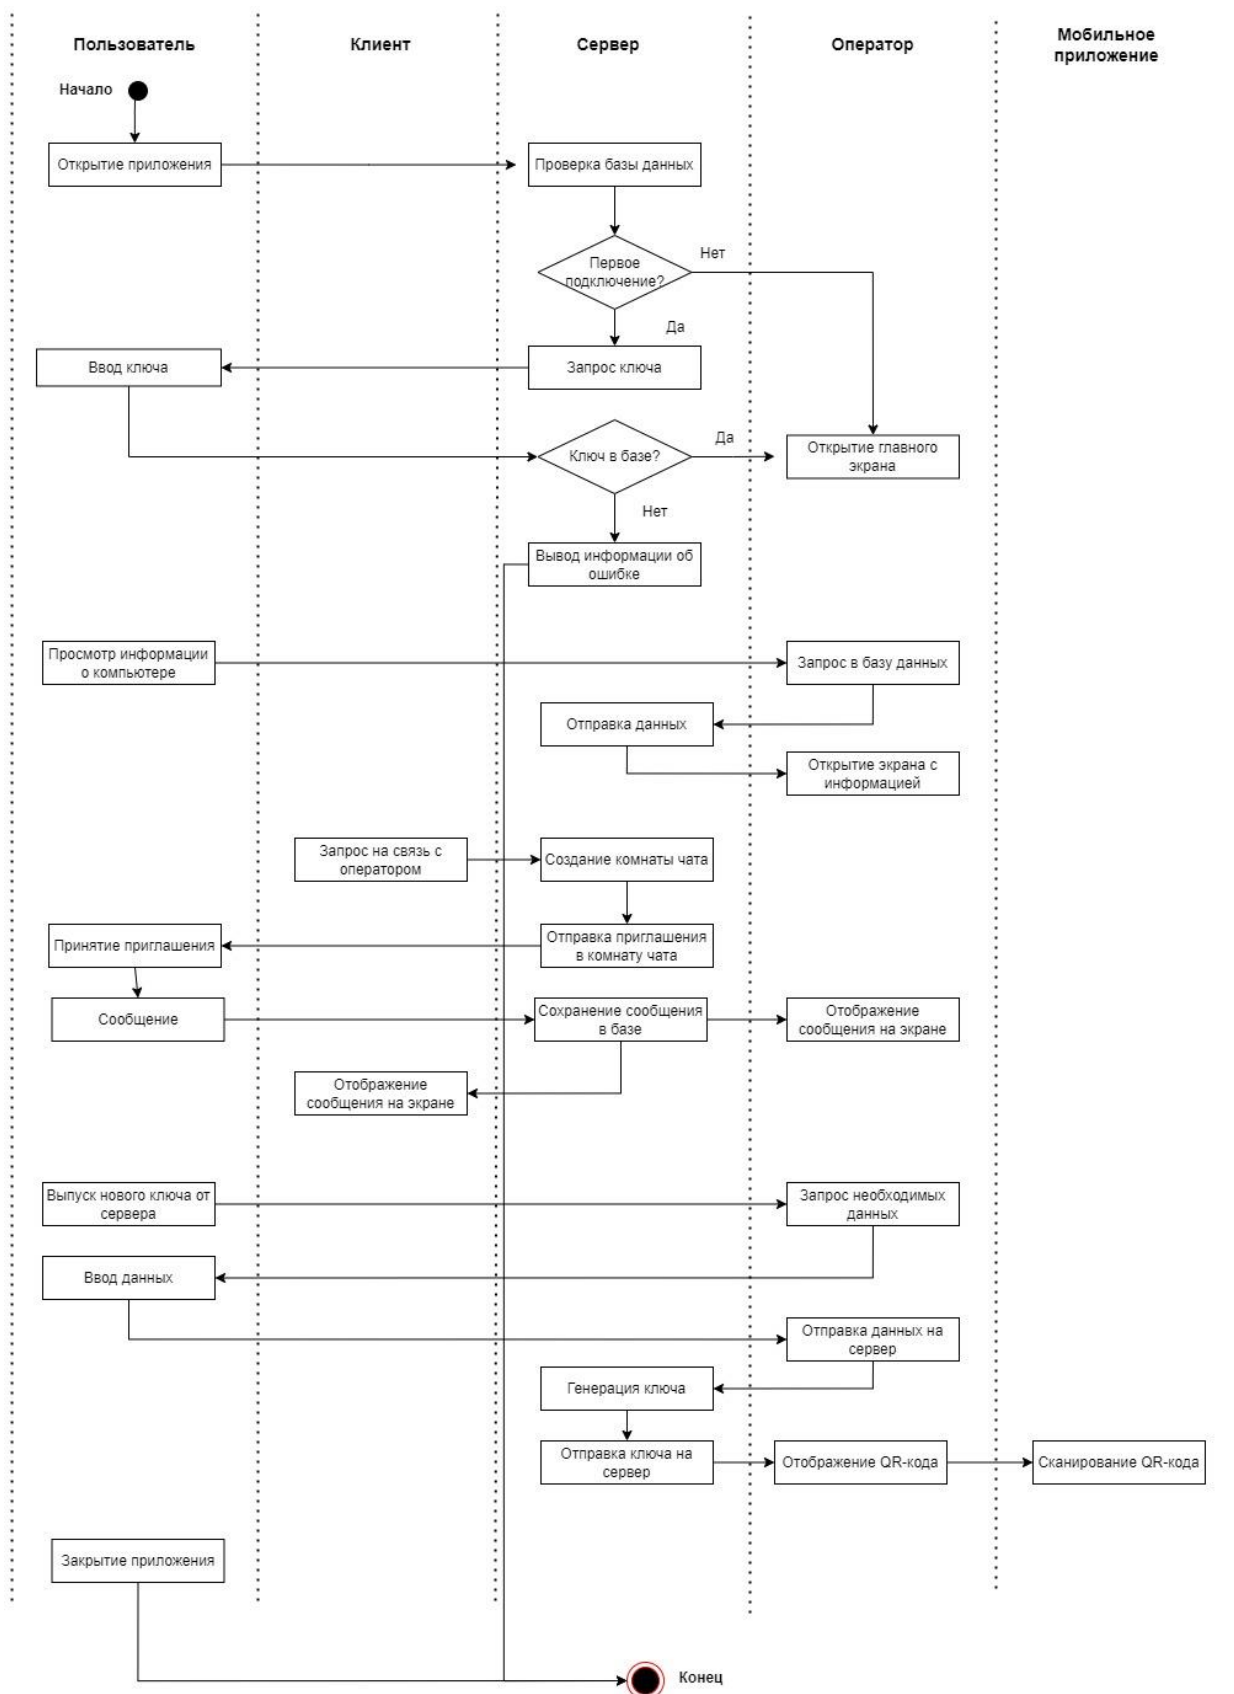 Пользователь
Клиент
Сервер
Оператор
Мобильное
приложение
Начало
Открытие приложения
Проверка базы данных
Первое
подключение?
Нет
Да
Ввод ключа
Запрос ключа
Ключ в базе?
Да
Открытие главного
экрана
Нет
Вывод информации об
ошибке
Просмотр информации
о компьютере
Запрос в базу данных
Отправка данных
Открытие экрана с
информацией
Запрос на связь с
оператором
Создание комнаты чата
Принятие приглашения
Отправка приглашения
в комнату чата
Сообщение
Сохранение сообщения
в базе
Отображение
сообщения на экране
Отображение
сообщения на экране
Выпуск нового ключа от
сервера
Запрос необходимых
данных
Ввод данных
Отправка данных на
сервер
Генерация ключа
Отправка ключа на
сервер
Отображение QR-кода
Сканирование QR-кода
Закрытие приложения
Конец